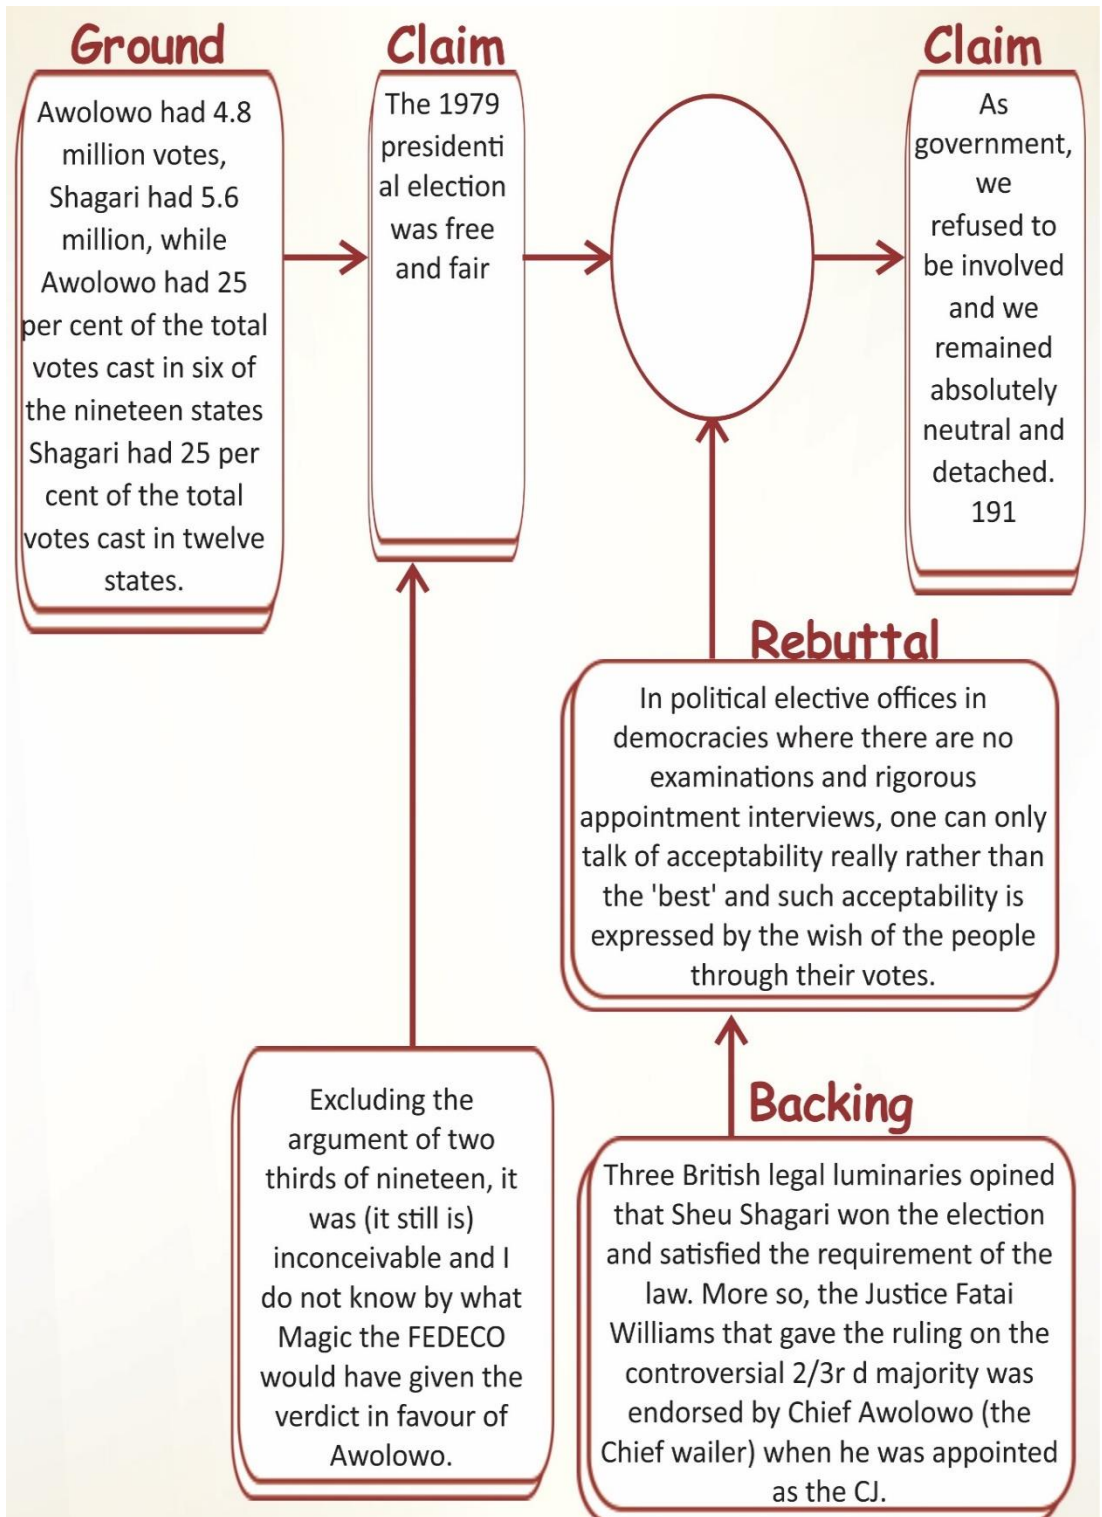 Ground
Awolowo had 4.8
million votes,
Shagari had 5.6
million, while
Awolowo had 25
per cent of the total
votes cast in six of
the nineteen states
Shagari had 25 per
cent of the total
votes cast in twelve
states.
Claim
The 1979
presidenti
al election
was free
and fair
Claim
As
government,
we
refused to
be involved
and we
remained
absolutely
neutral and
detached.
191
Rebuttal
In political elective offices in
democracies where there are no
examinations and rigorous
appointment interviews, one can only
talk of acceptability really rather than
the 'best' and such acceptability is
expressed by the wish of the people
through their votes.
Excluding the
argument of two
thirds of nineteen, it
was (it still is)
inconceivable and I
do not know by what
Magic the FEDECO
would have given the
verdict in favour of
Awolowo.
Backing
Three British legal luminaries opined
that Sheu Shagari won the election
and satisfied the requirement of the
law. More so, the Justice Fatai
Williams that gave the ruling on the
controversial 2/3r d majority was
endorsed by Chief Awolowo (the
Chief wailer) when he was appointed
as the CJ.